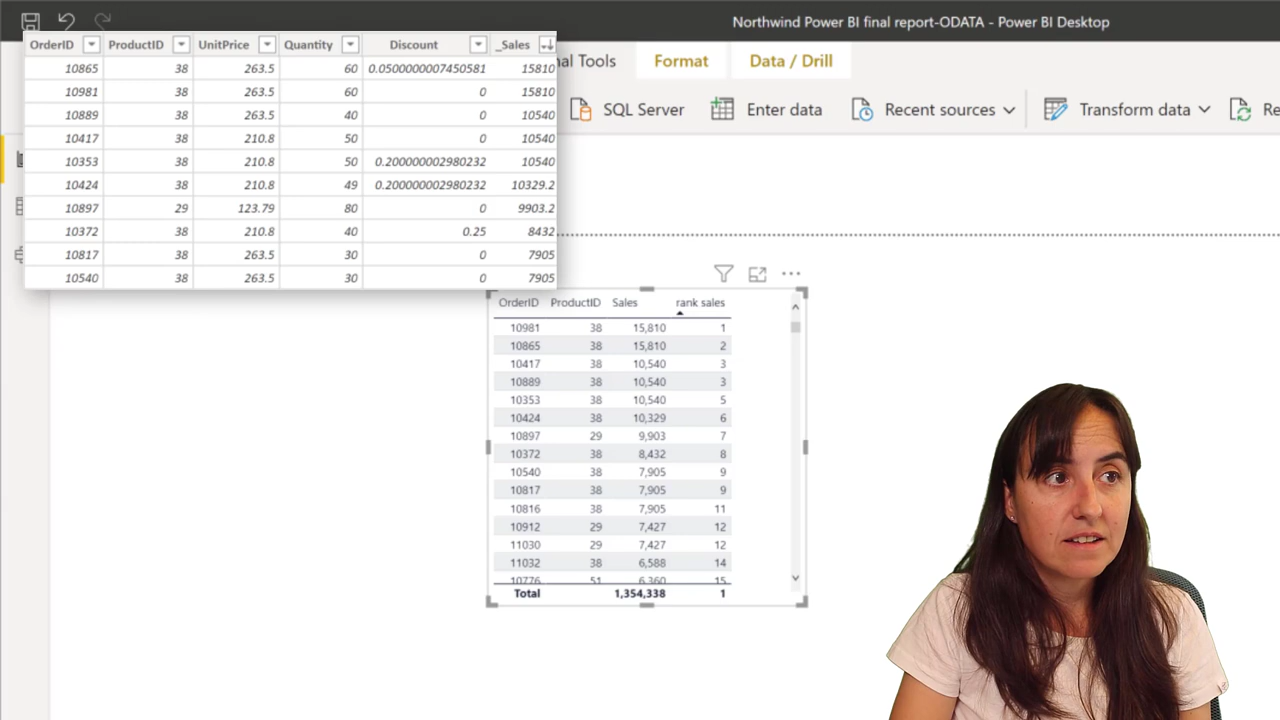 Northwind Power BI final report-ODATA - Power BI Desktop
nal Tools Format Data / Drill
SQL Server Enter data Recent sources Transform data Re
OrderID ProductID UnitPrice Quantity Discount _Sales
10865 38 263.5 60 0.0500000007450581 15810
10981 38 263.5 60 0 15810
10889 38 263.5 40 0 10540
10417 38 210.8 50 0 10540
10353 38 210.8 50 0.200000002980232 10540
10424 38 210.8 49 0.200000002980232 10329.2
10897 29 123.79 80 0 9903.2
10372 38 210.8 40 0.25 8432
10817 38 263.5 30 0 7905
10540 38 263.5 30 0 7905
OrderID ProductID Sales rank sales
10981 38 15,810 1
10865 38 15,810 2
10417 38 10,540 3
10889 38 10,540 3
10353 38 10,540 5
10424 38 10,329 6
10897 29 9,903 7
10372 38 8,432 8
10540 38 7,905 9
10817 38 7,905 9
10816 38 7,905 11
10912 29 7,427 12
11030 29 7,427 12
11032 38 6,588 14
10776 51 6,360 15
Total 1,354,338 1